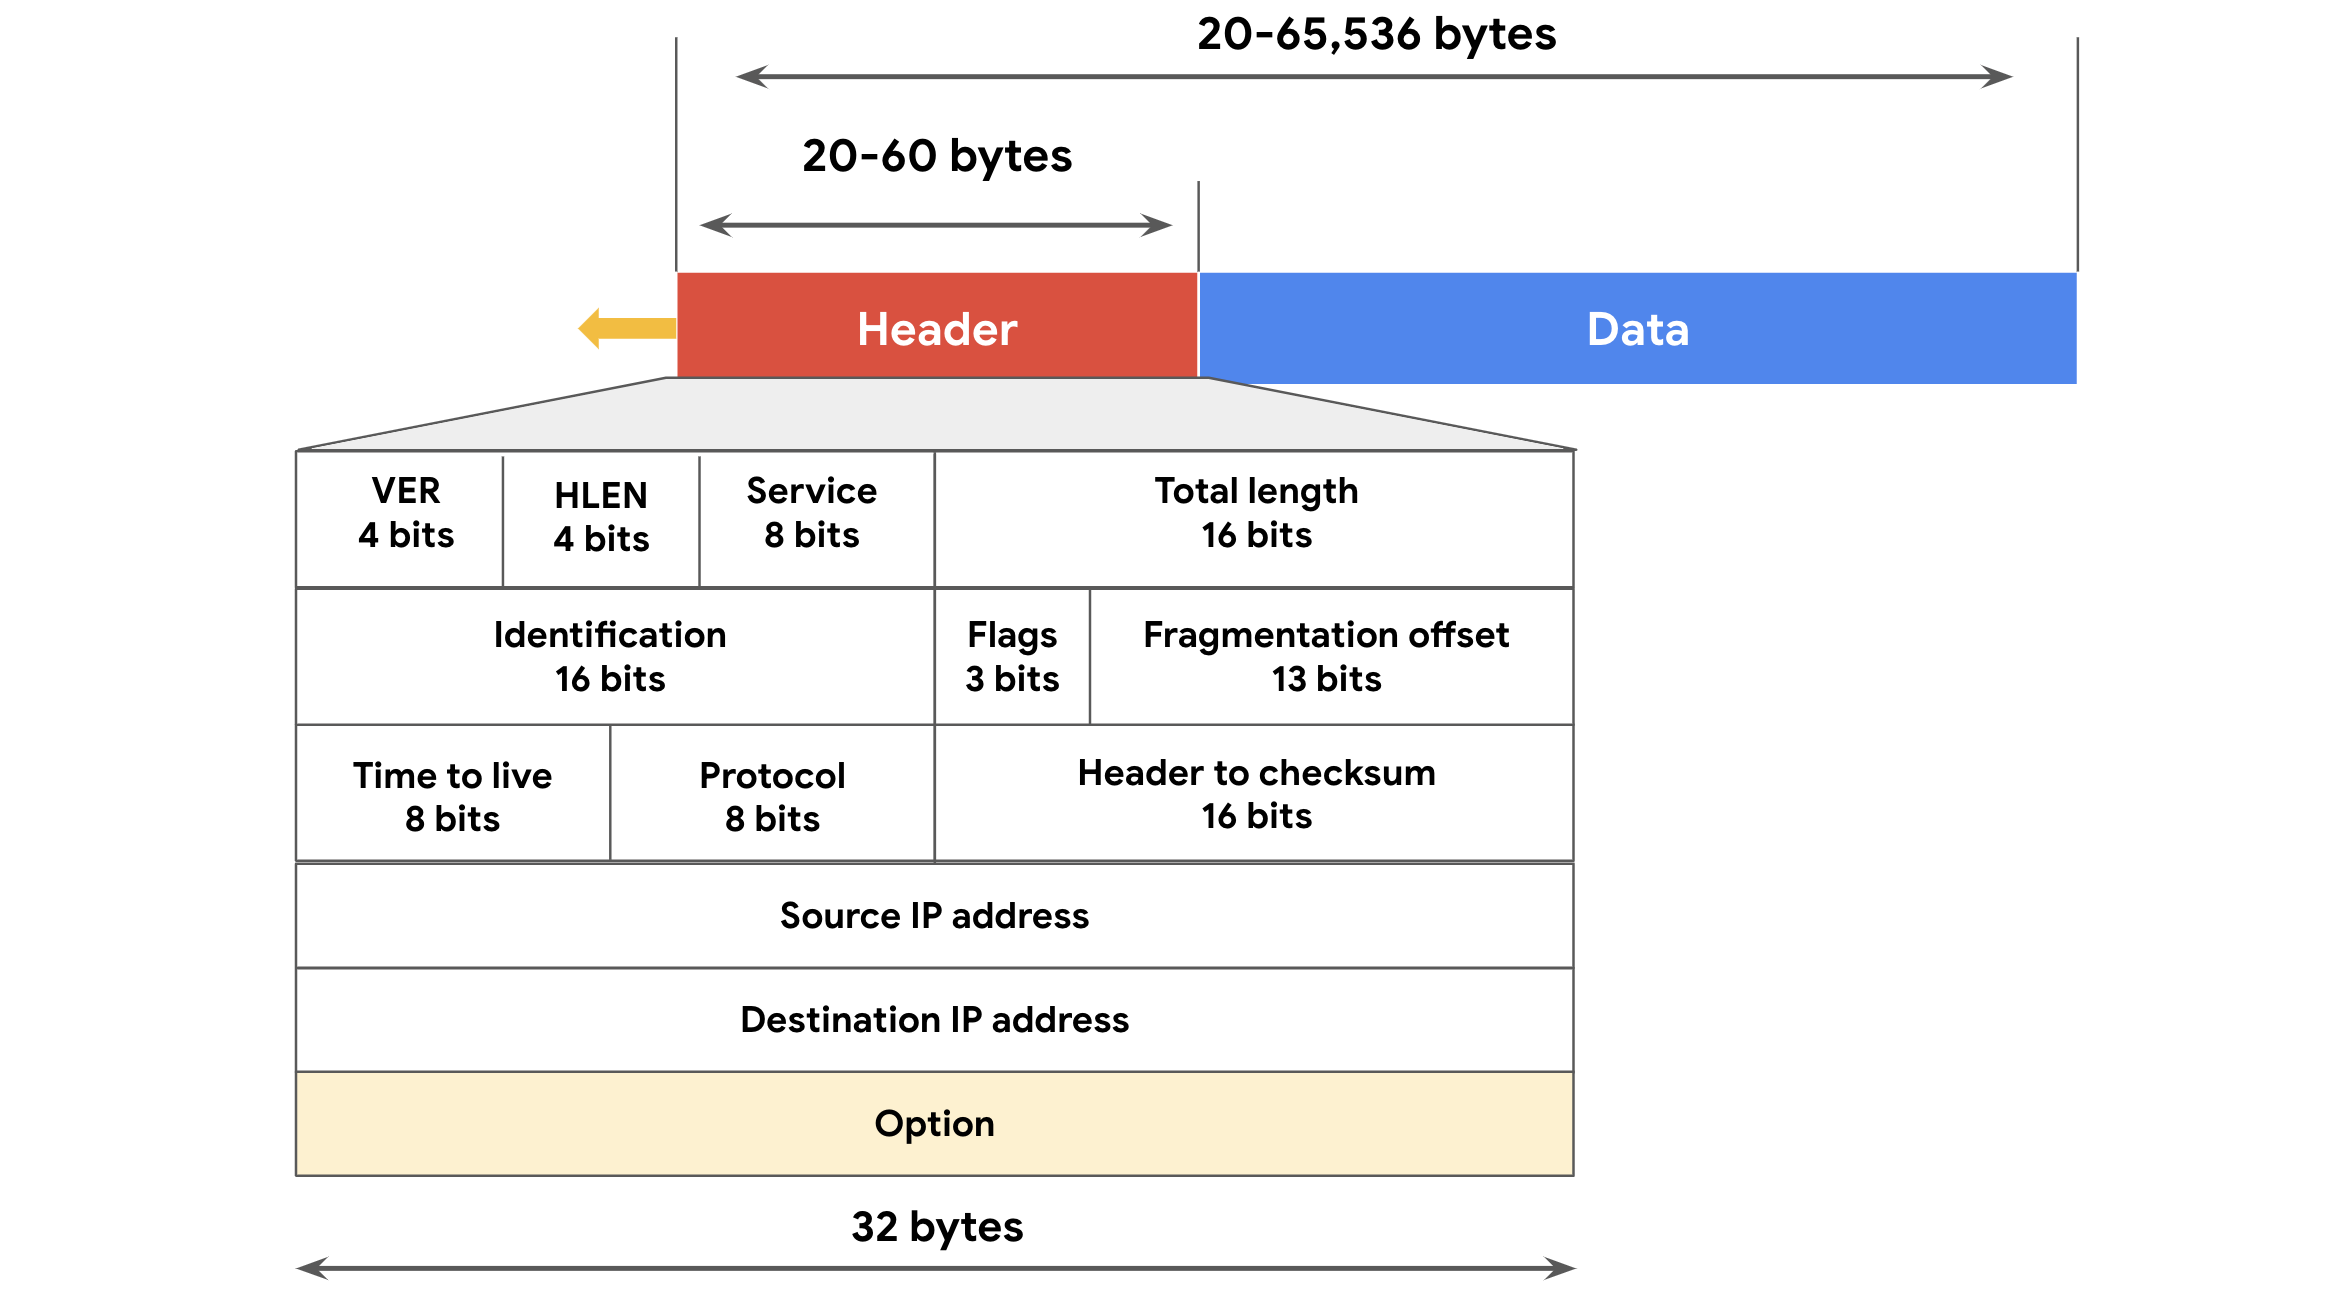 20-65,536 bytes
20-60 bytes
Header
Data
VER
4 bits
HLEN
4 bits
Service
8 bits
Total length
16 bits
Identification
16 bits
Flags
3 bits
Fragmentation offset
13 bits
Time to live
8 bits
Protocol
8 bits
Header to checksum
16 bits
Source IP address
Destination IP address
Option
32 bytes